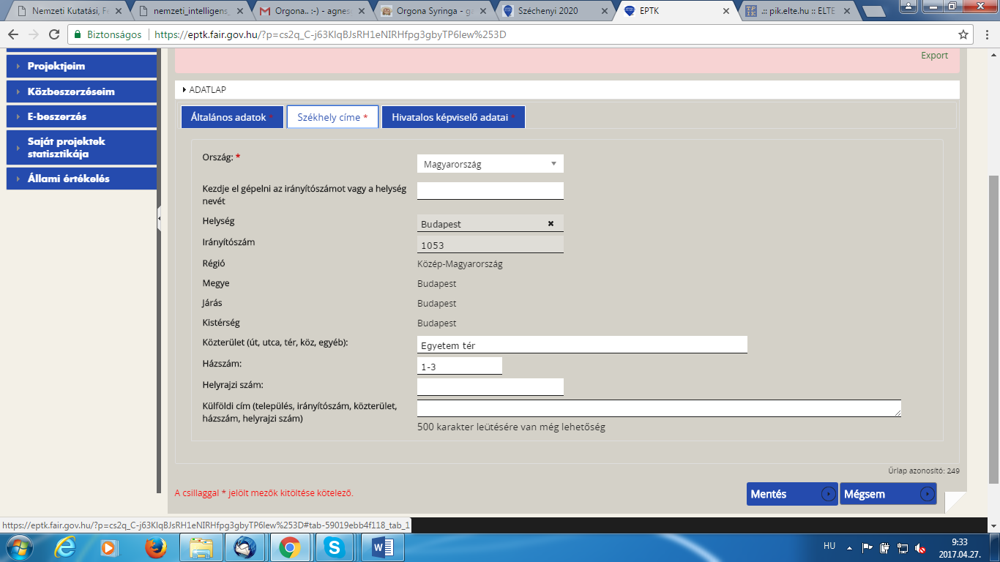 Nemzeti Kutatási, Fe
nemzeti_intelligens_
Orgona.. :-) - agnes
Orgona Syringa - g
Széchenyi 2020
EPTK
.:: pik.elte.hu :: ELTE
Biztonságos
https://eptk.fair.gov.hu/?p=cs2q_C-j63KlqBJsRH1eNIRHfpg3gbyTP6lew%253D
Export
Projektjeim
Közbeszerzéseim
E-beszerzés
Saját projektek
statisztikája
Állami értékelés
ADATLAP
Általános adatok *
Székhely címe *
Hivatalos képviselő adatai *
Ország: *
Magyarország
Kezdje el gépelni az irányítószámot vagy a helység
nevét
Helység
Budapest
Irányítószám
1053
Régió
Közép-Magyarország
Megye
Budapest
Járás
Budapest
Kistérség
Budapest
Közterület (út, utca, tér, köz, egyéb):
Egyetem tér
Házszám:
1-3
Helyrajzi szám:
Külföldi cím (település, irányítószám, közterület,
házszám, helyrajzi szám)
500 karakter leütésére van még lehetőség
Űrlap azonosító: 249
A csillaggal * jelölt mezők kitöltése kötelező.
Mentés
Mégsem
https://eptk.fair.gov.hu/?p=cs2q_C-j63KlqBJsRH1eNIRHfpg3gbyTP6lew%253D#tab-59019ebb4f118_tab_1
HU
9:33
2017.04.27.